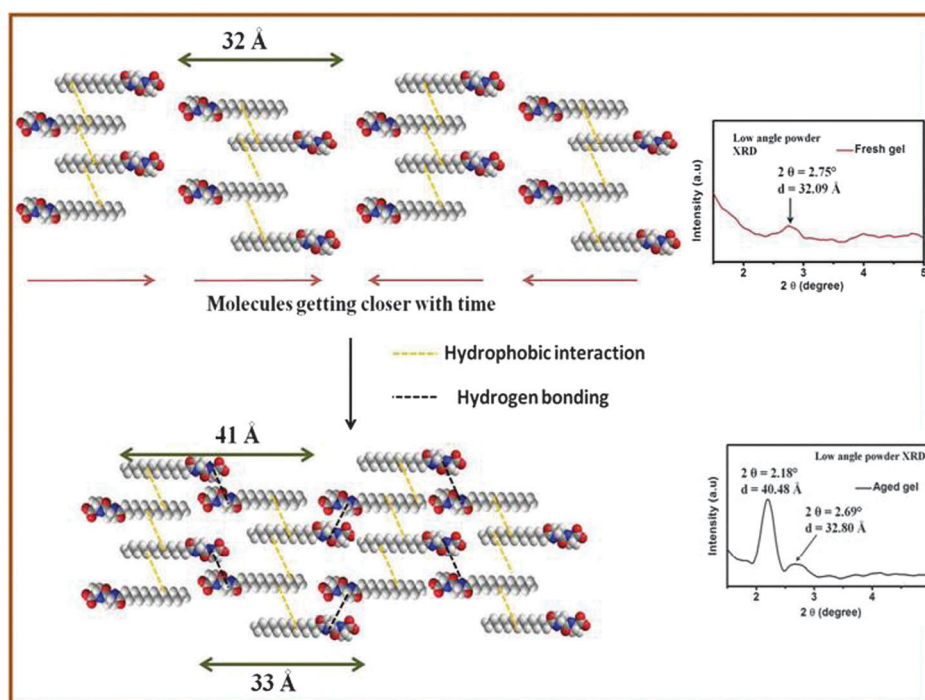 32 Å
Low angle powder
XRD
Fresh gel
2 θ = 2.75°
d = 32.09 Å
Intensity (a.u)
2 3 4 5
2 θ (degree)
Molecules getting closer with time
Hydrophobic interaction
Hydrogen bonding
41 Å
Low angle powder XRD
2 θ = 2.18°
d = 40.48 Å
Aged gel
2 θ = 2.69°
d = 32.80 Å
Intensity (a.u)
2 3 4
2 θ (degree)
33 Å